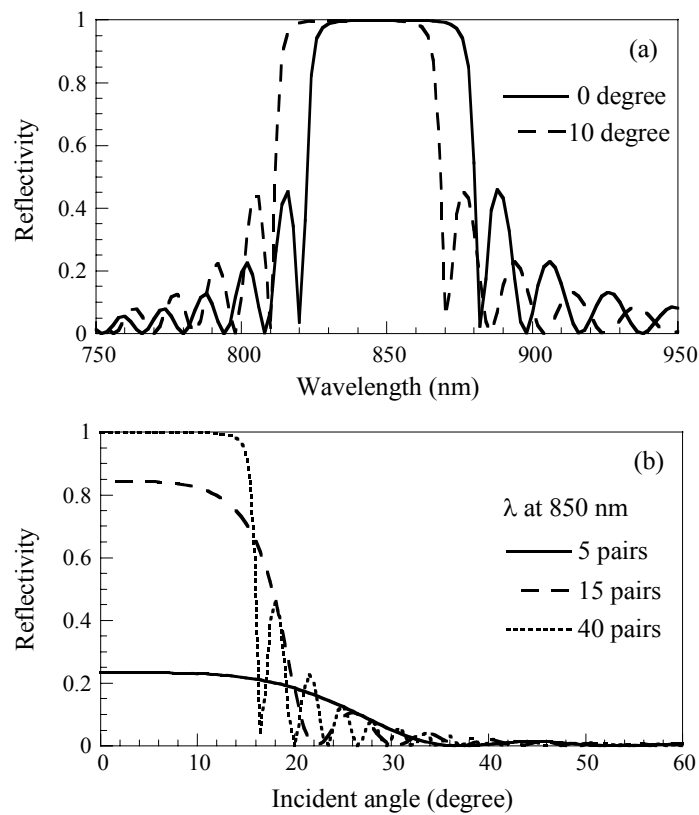 1
0.8
0.6
0.4
0.2
0
Reflectivity
(a)
0 degree
10 degree
750 800 850 900 950
Wavelength (nm)
1
0.8
0.6
0.4
0.2
0
Reflectivity
(b)
λ at 850 nm
5 pairs
15 pairs
40 pairs
0 10 20 30 40 50 60
Incident angle (degree)